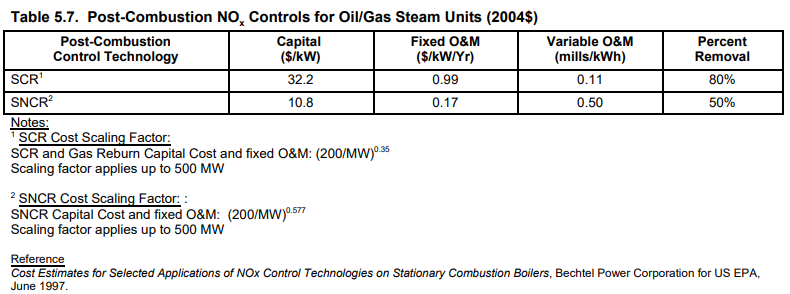 Table 5.7. Post-Combustion NOx Controls for Oil/Gas Steam Units (2004$)
Post-Combustion Control Technology Capital ($/kW) Fixed O&M ($/kW/Yr) Variable O&M (mills/kWh) Percent Removal
SCR1 32.2 0.99 0.11 80%
SNCR2 10.8 0.17 0.50 50%
Notes:
1 SCR Cost Scaling Factor:
SCR and Gas Reburn Capital Cost and fixed O&M: (200/MW)0.35
Scaling factor applies up to 500 MW
2 SNCR Cost Scaling Factor: :
SNCR Capital Cost and fixed O&M: (200/MW)0.577
Scaling factor applies up to 500 MW
Reference
Cost Estimates for Selected Applications of NOx Control Technologies on Stationary Combustion Boilers, Bechtel Power Corporation for US EPA,
June 1997.